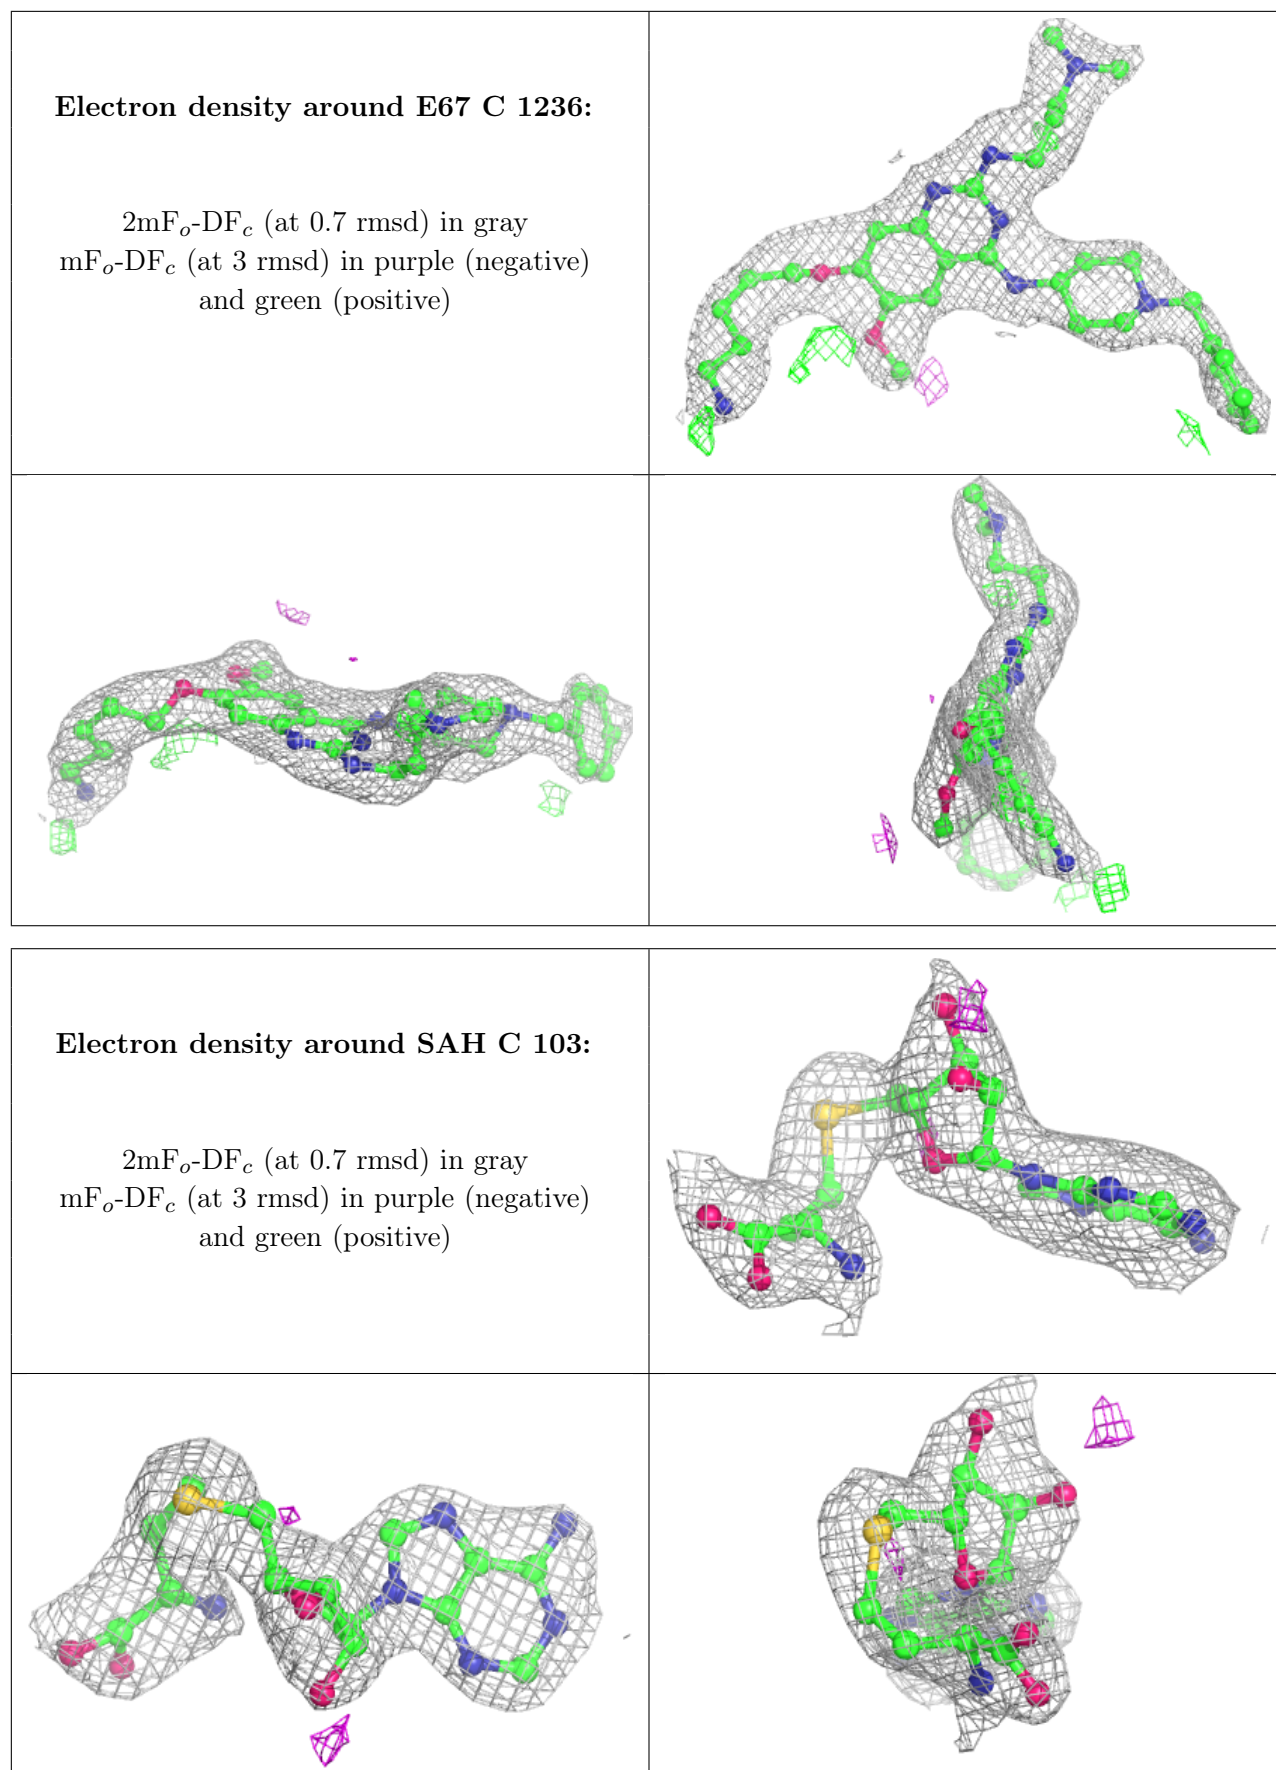 Electron density around E67 C 1236:
2mFo-DFc (at 0.7 rmsd) in gray
mFo-DFc (at 3 rmsd) in purple (negative)
and green (positive)
Electron density around SAH C 103:
2mFo-DFc (at 0.7 rmsd) in gray
mFo-DFc (at 3 rmsd) in purple (negative)
and green (positive)